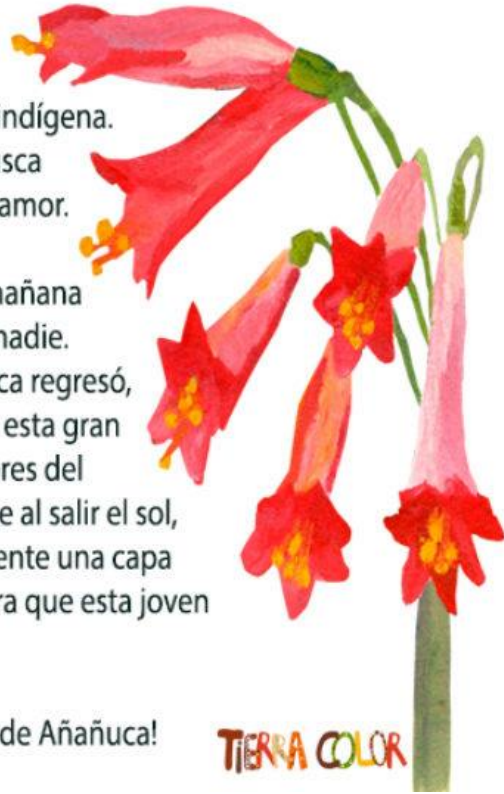 indígena.
sca
amor.
mañana
nadie.
ca regresó,
esta gran
res del
e al salir el sol,
ente una capa
ra que esta joven
de Añañuca!
TIERRA COLOR